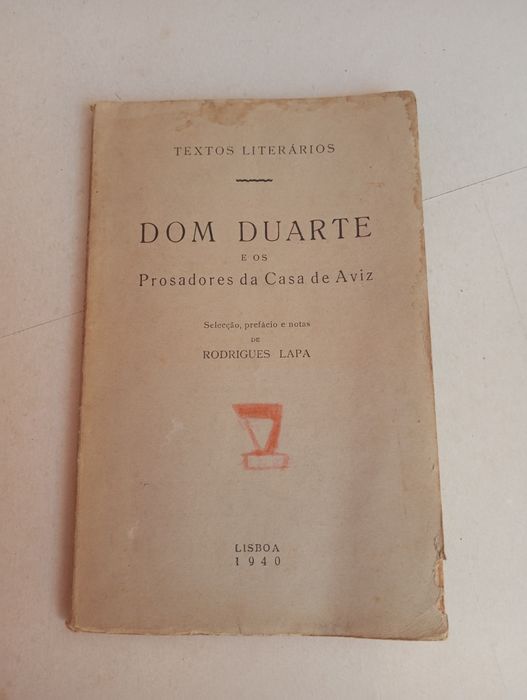 TEXTOS LITERÁRIOS
DOM DUARTE
E OS
Prosadores da Casa de Aviz
Selecção, prefácio e notas
DE
RODRIGUES LAPA
LISBOA
1940